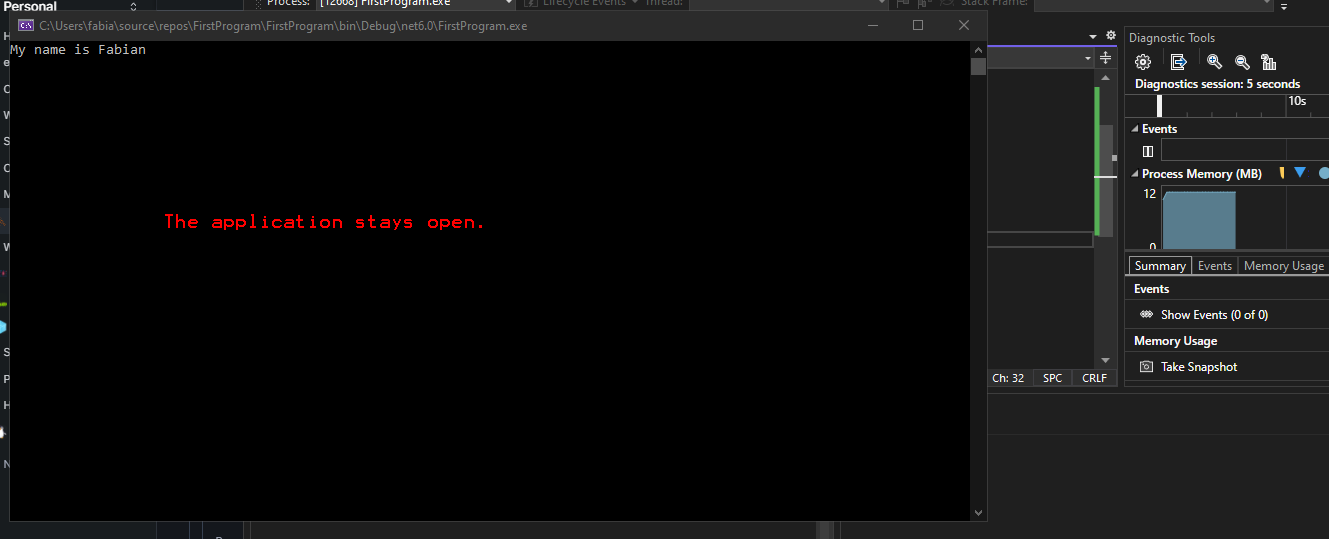 Personal
Process: [12008] FirstProgram.exe
Lifecycle Events
Thread:
Stack Frame:
C:\Users\fabia\source\repos\FirstProgram\FirstProgram\bin\Debug\net6.0\FirstProgram.exe
My name is Fabian
The application stays open.
Diagnostic Tools
Diagnostics session: 5 seconds
10s
Events
Process Memory (MB)
12
0
Summary
Events
Memory Usage
Events
Show Events (0 of 0)
Memory Usage
Take Snapshot
Ch: 32
SPC
CRLF